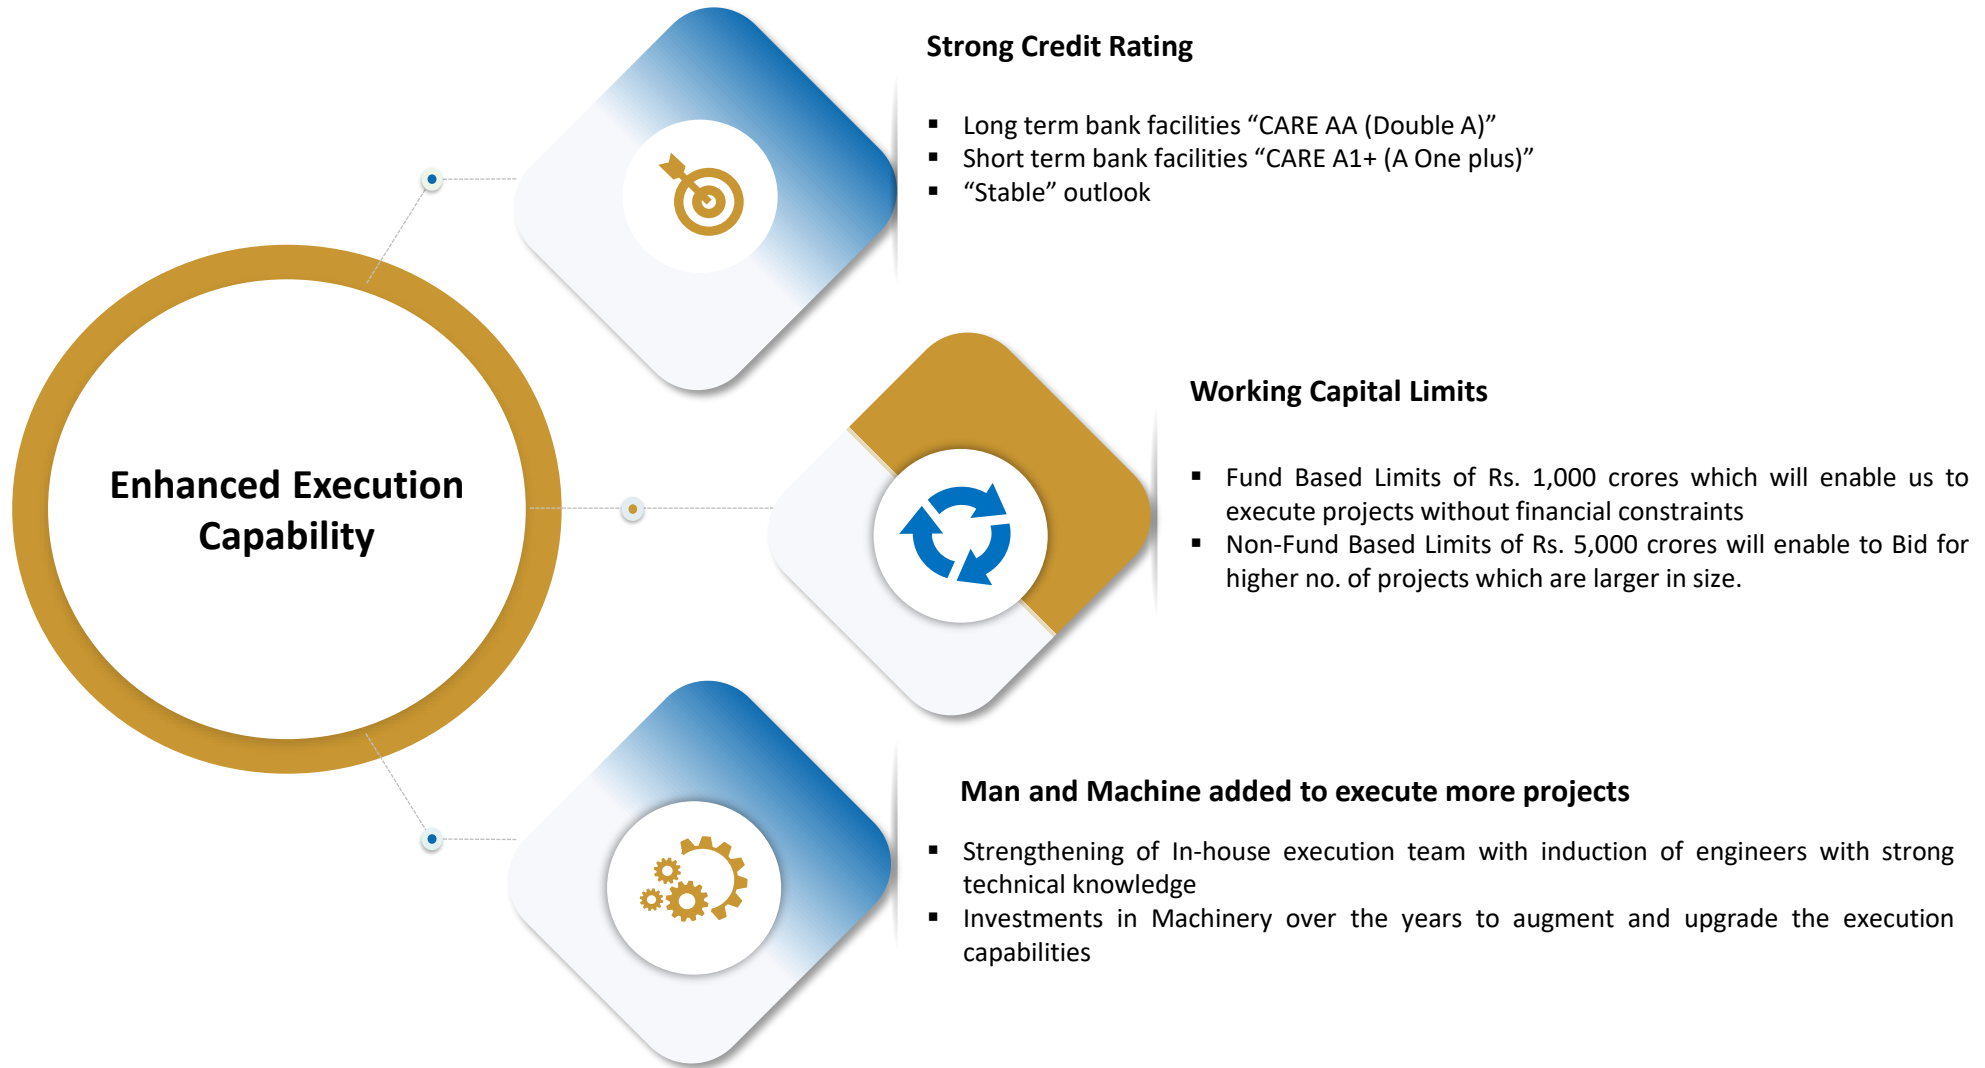 Strong Credit Rating
▪ Long term bank facilities “CARE AA (Double A)”
▪ Short term bank facilities “CARE A1+ (A One plus)”
▪ “Stable” outlook
Enhanced Execution
Capability
Working Capital Limits
▪ Fund Based Limits of Rs. 1,000 crores which will enable us to
execute projects without financial constraints
▪ Non-Fund Based Limits of Rs. 5,000 crores will enable to Bid for
higher no. of projects which are larger in size.
Man and Machine added to execute more projects
▪ Strengthening of In-house execution team with induction of engineers with strong
technical knowledge
▪ Investments in Machinery over the years to augment and upgrade the execution
capabilities